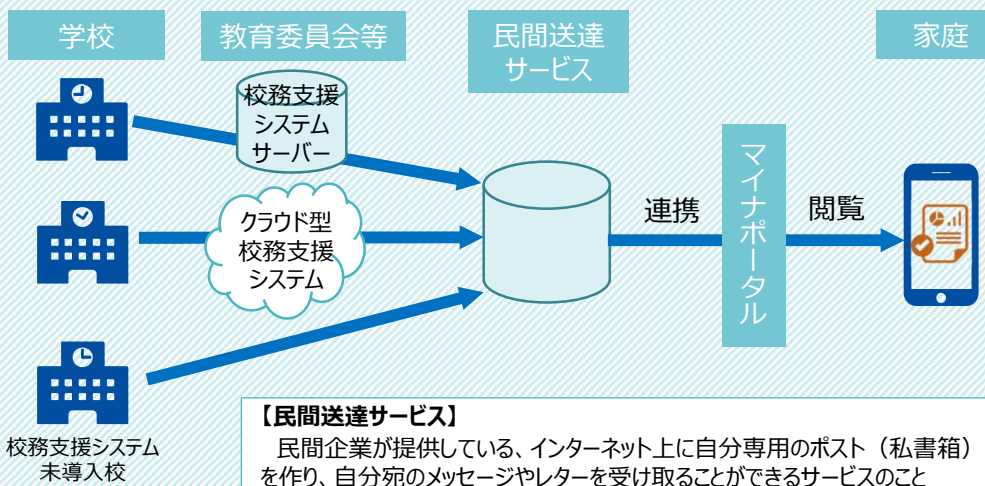 学校
教育委員会等
民間送達
サービス
家庭
校務支援
システム
サーバー
クラウド型
校務支援
システム
連携
マイナポータル
閲覧
校務支援システム
未導入校
【民間送達サービス】
民間企業が提供している、インターネット上に自分専用のポスト（私書箱）
を作り、自分宛のメッセージやレターを受け取ることができるサービスのこと